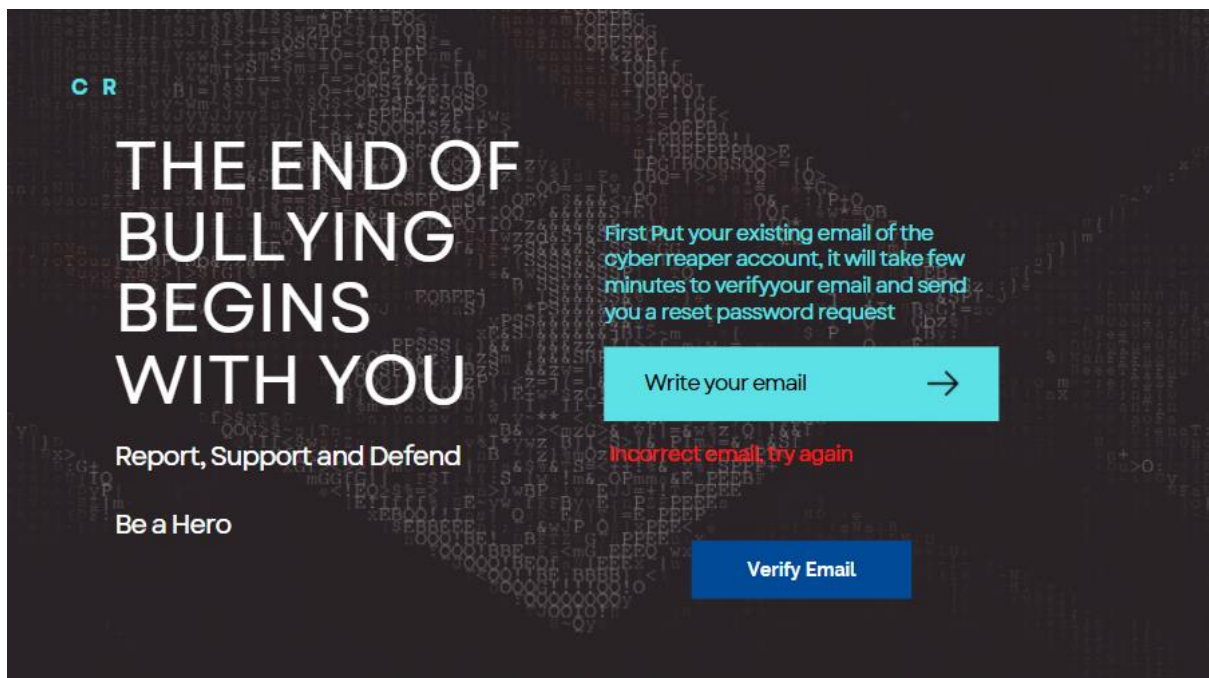 C R
THE END OF
BULLYING
BEGINS
WITH YOU
Report, Support and Defend
Be a Hero
First Put your existing email of the
cyber reaper account, it will take few
minutes to verifyyour email and send
you a reset password request
Write your email
Incorrect email, try again
Verify Email